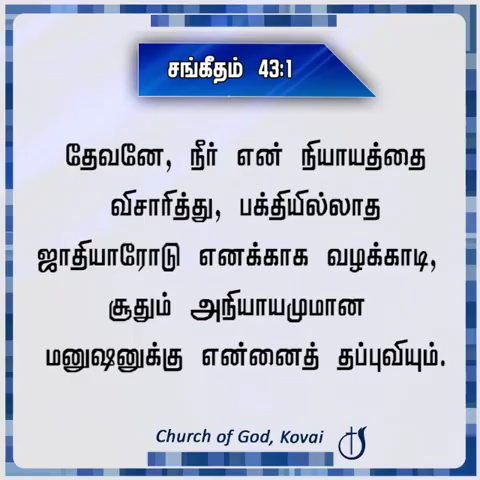 சங்கீதம் 43:1
தேவனே, நீர் என் நியாயத்தை
விசாரித்து, பக்தியில்லாத
ஜாதியாரோடு எனக்காக வழக்காடி,
சூதும் அநியாயமுமான
மனுஷனுக்கு என்னைத் தப்புவியும்.
Church of God, Kovai